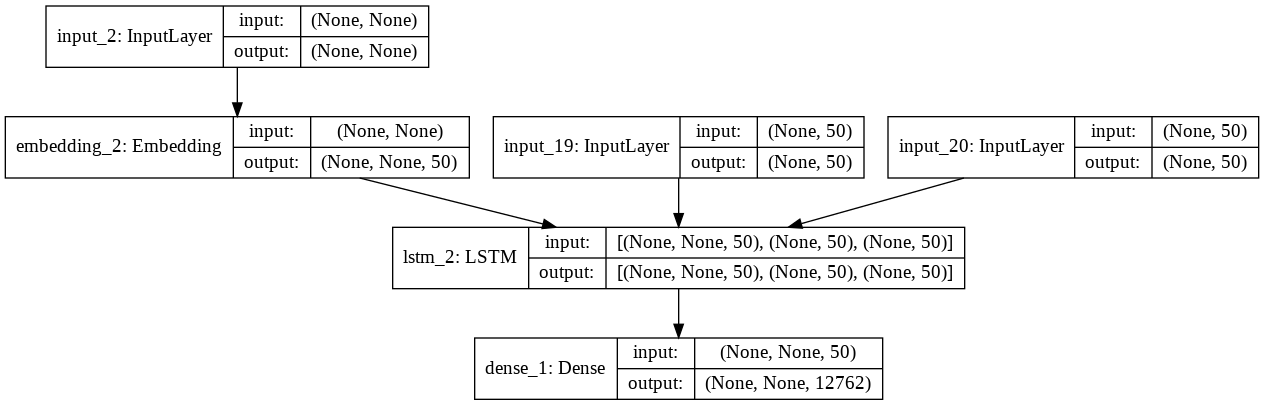 input_2: InputLayer
input: (None, None)
output: (None, None)
embedding_2: Embedding
input: (None, None)
output: (None, None, 50)
input_19: InputLayer
input: (None, 50)
output: (None, 50)
input_20: InputLayer
input: (None, 50)
output: (None, 50)
lstm_2: LSTM
input: [(None, None, 50), (None, 50), (None, 50)]
output: [(None, None, 50), (None, 50), (None, 50)]
dense_1: Dense
input: (None, None, 50)
output: (None, None, 12762)